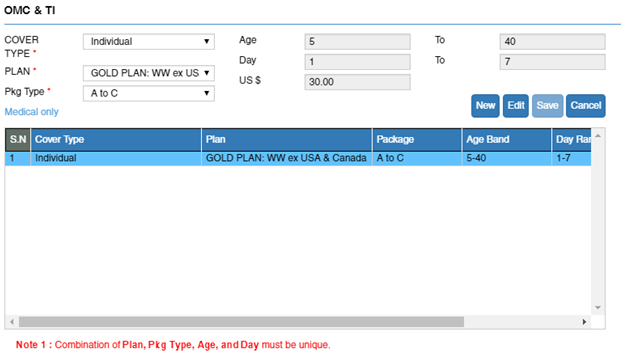 OMC & TI
COVER TYPE * Individual Age 5 To 40
PLAN * GOLD PLAN: WW ex US Day 1 To 7
Pkg Type * A to C US $ 30.00
Medical only
New Edit Save Cancel
S.N Cover Type Plan Package Age Band Day Ran
1 Individual GOLD PLAN: WW ex USA & Canada A to C 5-40 1-7
Note 1 : Combination of Plan, Pkg Type, Age, and Day must be unique.